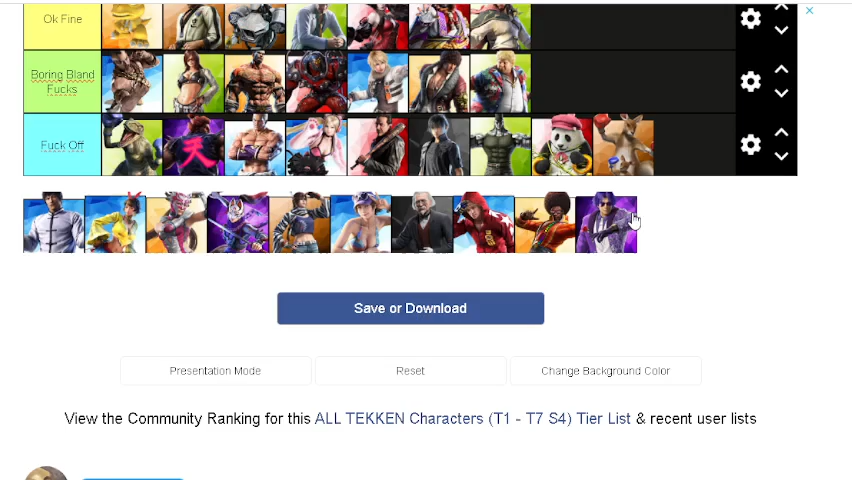 Ok Fine
Boring Bland
Fucks
天
Fuck Off
Save or Download
Presentation Mode
Reset
Change Background Color
View the Community Ranking for this ALL TEKKEN Characters (T1 - T7 S4) Tier List & recent user lists